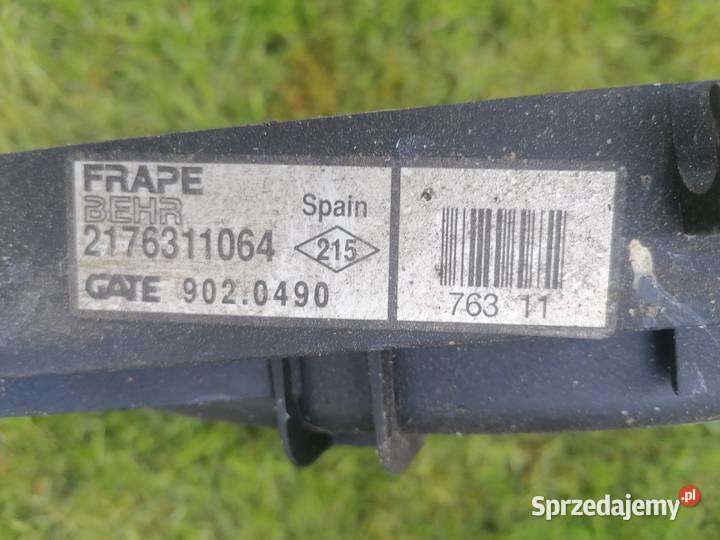 FRAPE
BEHR
Spain
2176311064
215
GATE 902.0490
763 11
Sprzedajemy.pl